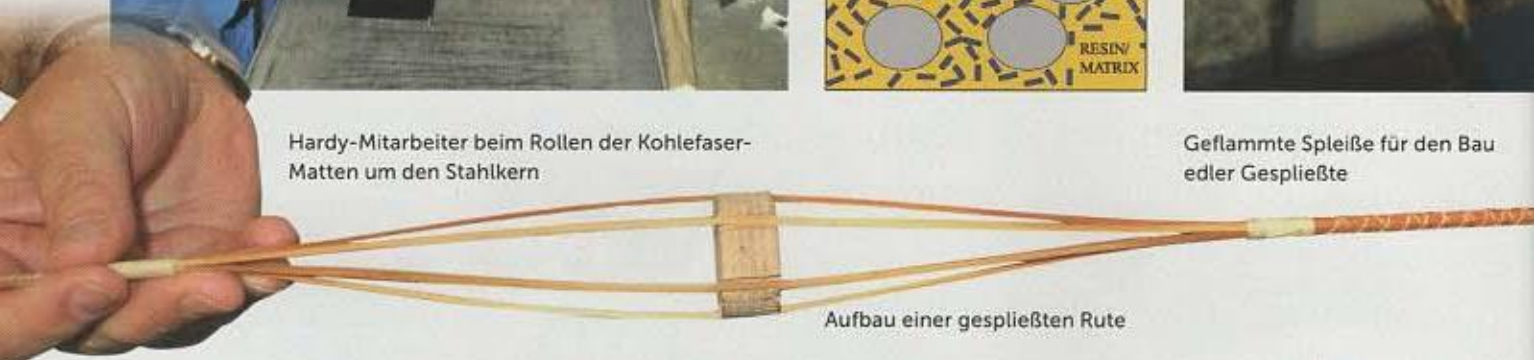 RESIN/
MATRIX
Hardy-Mitarbeiter beim Rollen der Kohlefaser-
Matten um den Stahlkern
Geflammte Spleiße für den Bau
edler Gespließte
Aufbau einer gespließten Rute